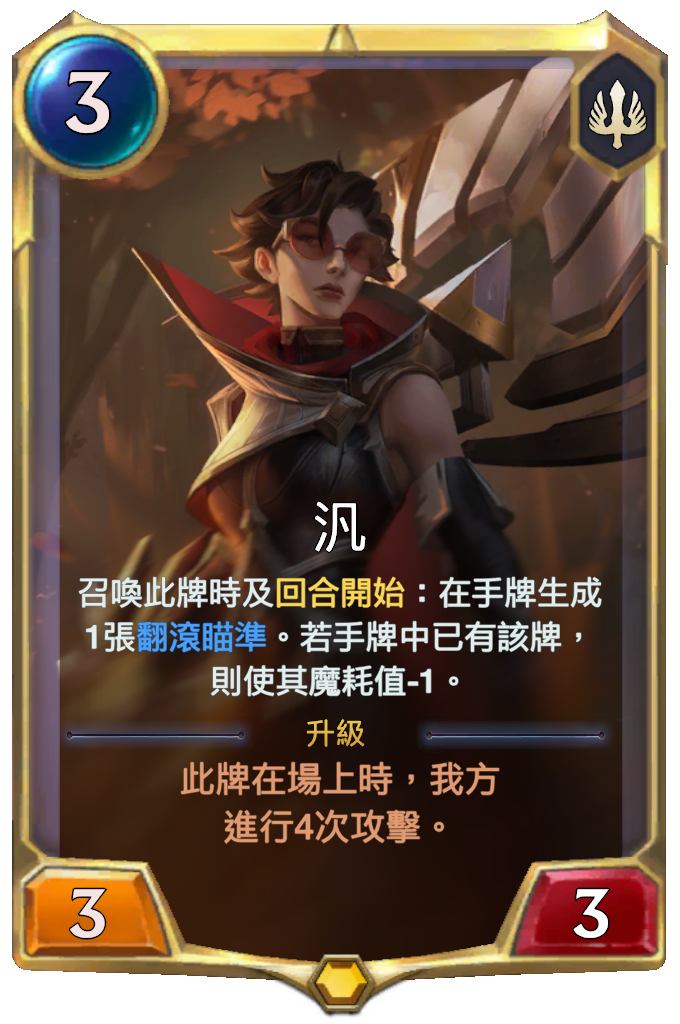 3
汎
召喚此牌時及回合開始：在手牌生成
1張翻滾瞄準。若手牌中已有該牌，
則使其魔耗值-1。
升級
此牌在場上時，我方
進行4次攻擊。
3
3